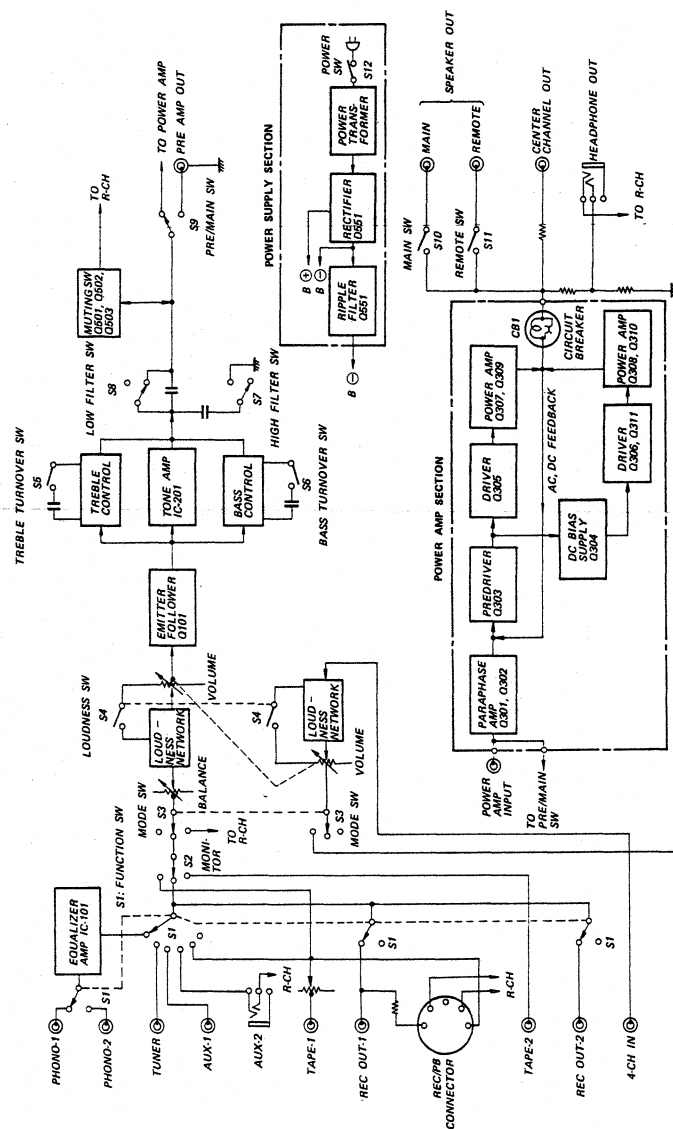 PHONO-1
PHONO-2
TUNER
AUX-1
AUX-2
TAPE-1
REC OUT-1
REC/PB
CONNECTOR
TAPE-2
REC OUT-2
4-CH IN
S1
EQUALIZER
AMP IC-101
S1: FUNCTION SW
S1
R-CH
S1
R-CH
S1
S2
MONI-
TOR
MODE SW
S3
TO
R-CH
BALANCE
S3
MODE SW
LOUDNESS SW
S4
LOUD-
NESS
NETWORK
VOLUME
S4
LOUD-
NESS
NETWORK
VOLUME
EMITTER
FOLLOWER
Q101
TREBLE TURNOVER SW
S5
TREBLE
CONTROL
TONE AMP
IC-201
BASS
CONTROL
S6
BASS TURNOVER SW
LOW FILTER SW
S8
S7
HIGH FILTER SW
MUTING SW
Q501, Q502,
Q503
TO
R-CH
S9
PRE/MAIN SW
TO POWER AMP
PRE AMP OUT
POWER SUPPLY SECTION
POWER
SW
S12
POWER
TRANS-
FORMER
RECTIFIER
D551
B +
B -
RIPPLE
FILTER
Q551
B -
POWER AMP SECTION
POWER
AMP
INPUT
TO
PRE/MAIN
SW
PARAPHASE
AMP
Q301, Q302
PREDRIVER
Q303
DRIVER
Q305
POWER AMP
Q307, Q309
DC BIAS
SUPPLY
Q304
DRIVER
Q306, Q311
POWER AMP
Q308, Q310
AC, DC FEEDBACK
CB1
CIRCUIT
BREAKER
MAIN SW
S10
REMOTE SW
S11
MAIN
REMOTE
SPEAKER OUT
CENTER
CHANNEL OUT
HEADPHONE OUT
TO R-CH